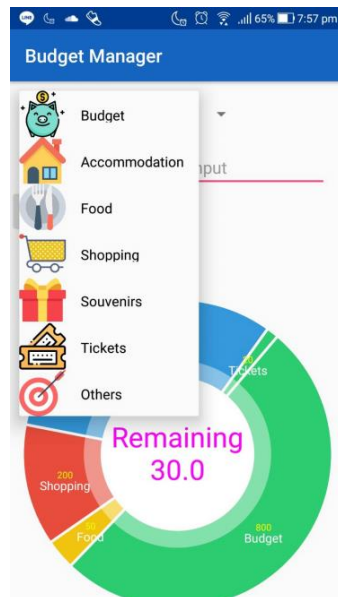 65% 7:57 pm
Budget Manager
Budget
Accommodation
nput
Food
Shopping
Souvenirs
Tickets
Others
Tickets
Remaining
30.0
200
Shopping
50
Food
800
Budget